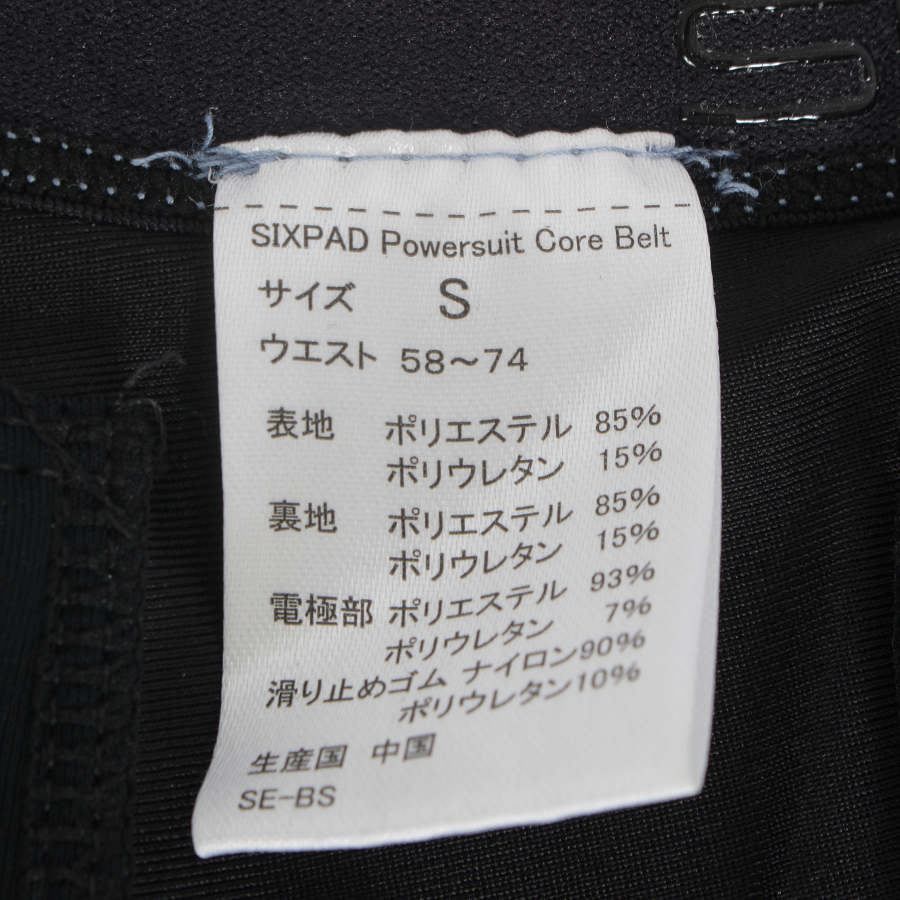 SIXPAD Powersuit Core Belt
サイズ S
ウエスト 58～74
表地 ポリエステル 85%
ポリウレタン 15%
裏地 ポリエステル 85%
ポリウレタン 15%
電極部 ポリエステル 93%
ポリウレタン 7%
滑り止めゴム ナイロン90%
ポリウレタン10%
生産国 中国
SE-BS